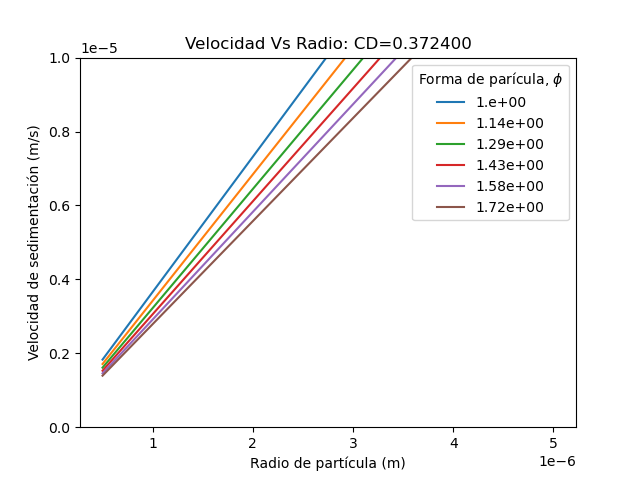 Velocidad Vs Radio: CD=0.372400
1e−5
1.0
0.8
0.6
0.4
0.2
0.0
Velocidad de sedimentación (m/s)
Forma de parícula, ϕ
1.e+00
1.14e+00
1.29e+00
1.43e+00
1.58e+00
1.72e+00
1 2 3 4 5
Radio de partícula (m)
1e−6